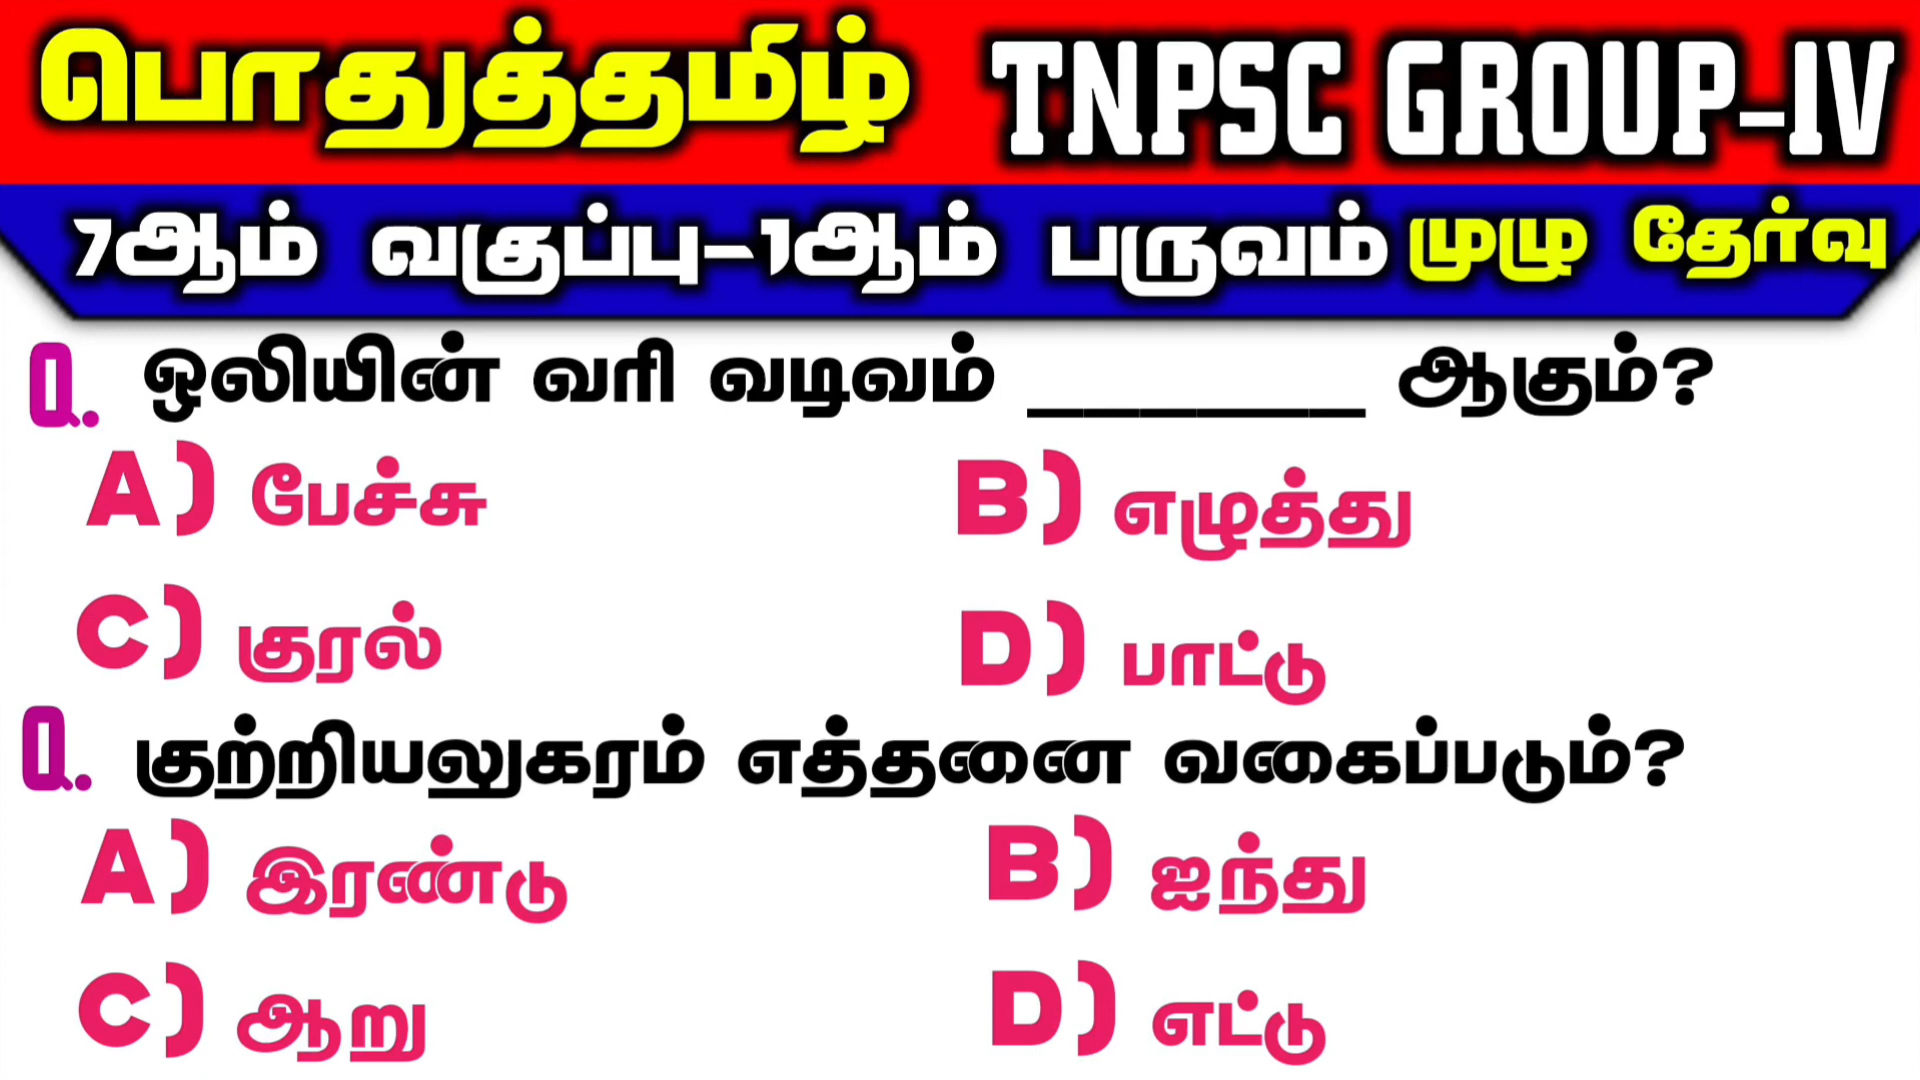 பொதுத்தமிழ் TNPSC GROUP-IV
7ஆம் வகுப்பு-1ஆம் பருவம் முழு தேர்வு
Q. ஒலியின் வரி வடிவம் ________ ஆகும்?
A) பேச்சு B) எழுத்து
C) குரல் D) பாட்டு
Q. குற்றியலுகரம் எத்தனை வகைப்படும்?
A) இரண்டு B) ஐந்து
C) ஆறு D) எட்டு